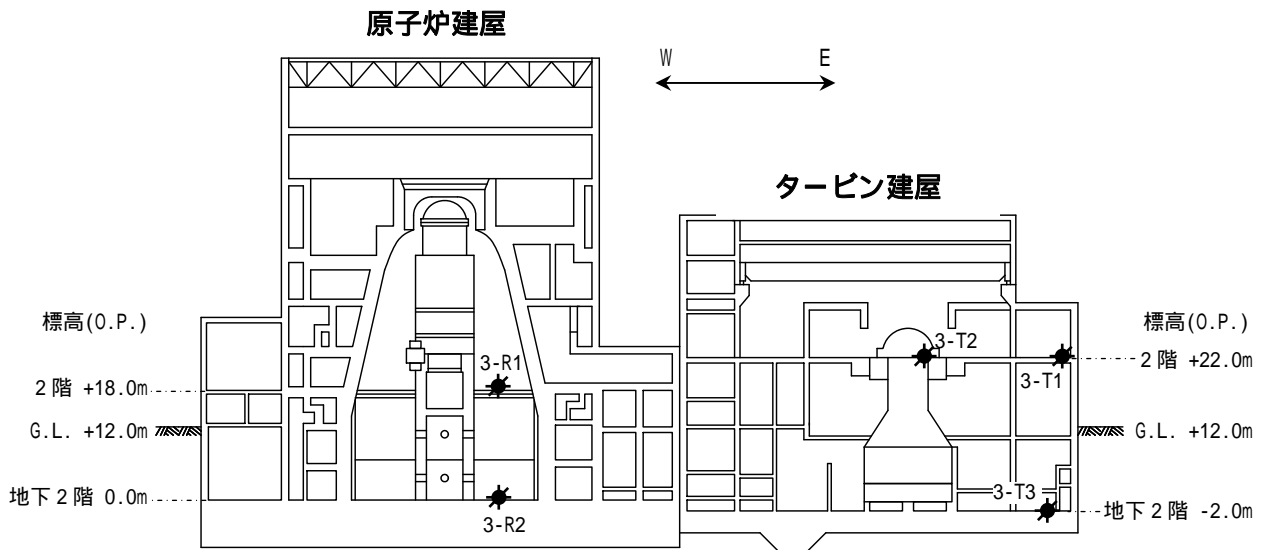 原子炉建屋
W E
タービン建屋
標高(O.P.)
標高(O.P.)
3-T2
3-R1
2階 +22.0m
3-T1
2階 +18.0m
G.L. +12.0m
G.L. +12.0m
3-T3
地下2階 0.0m
地下2階 -2.0m
3-R2